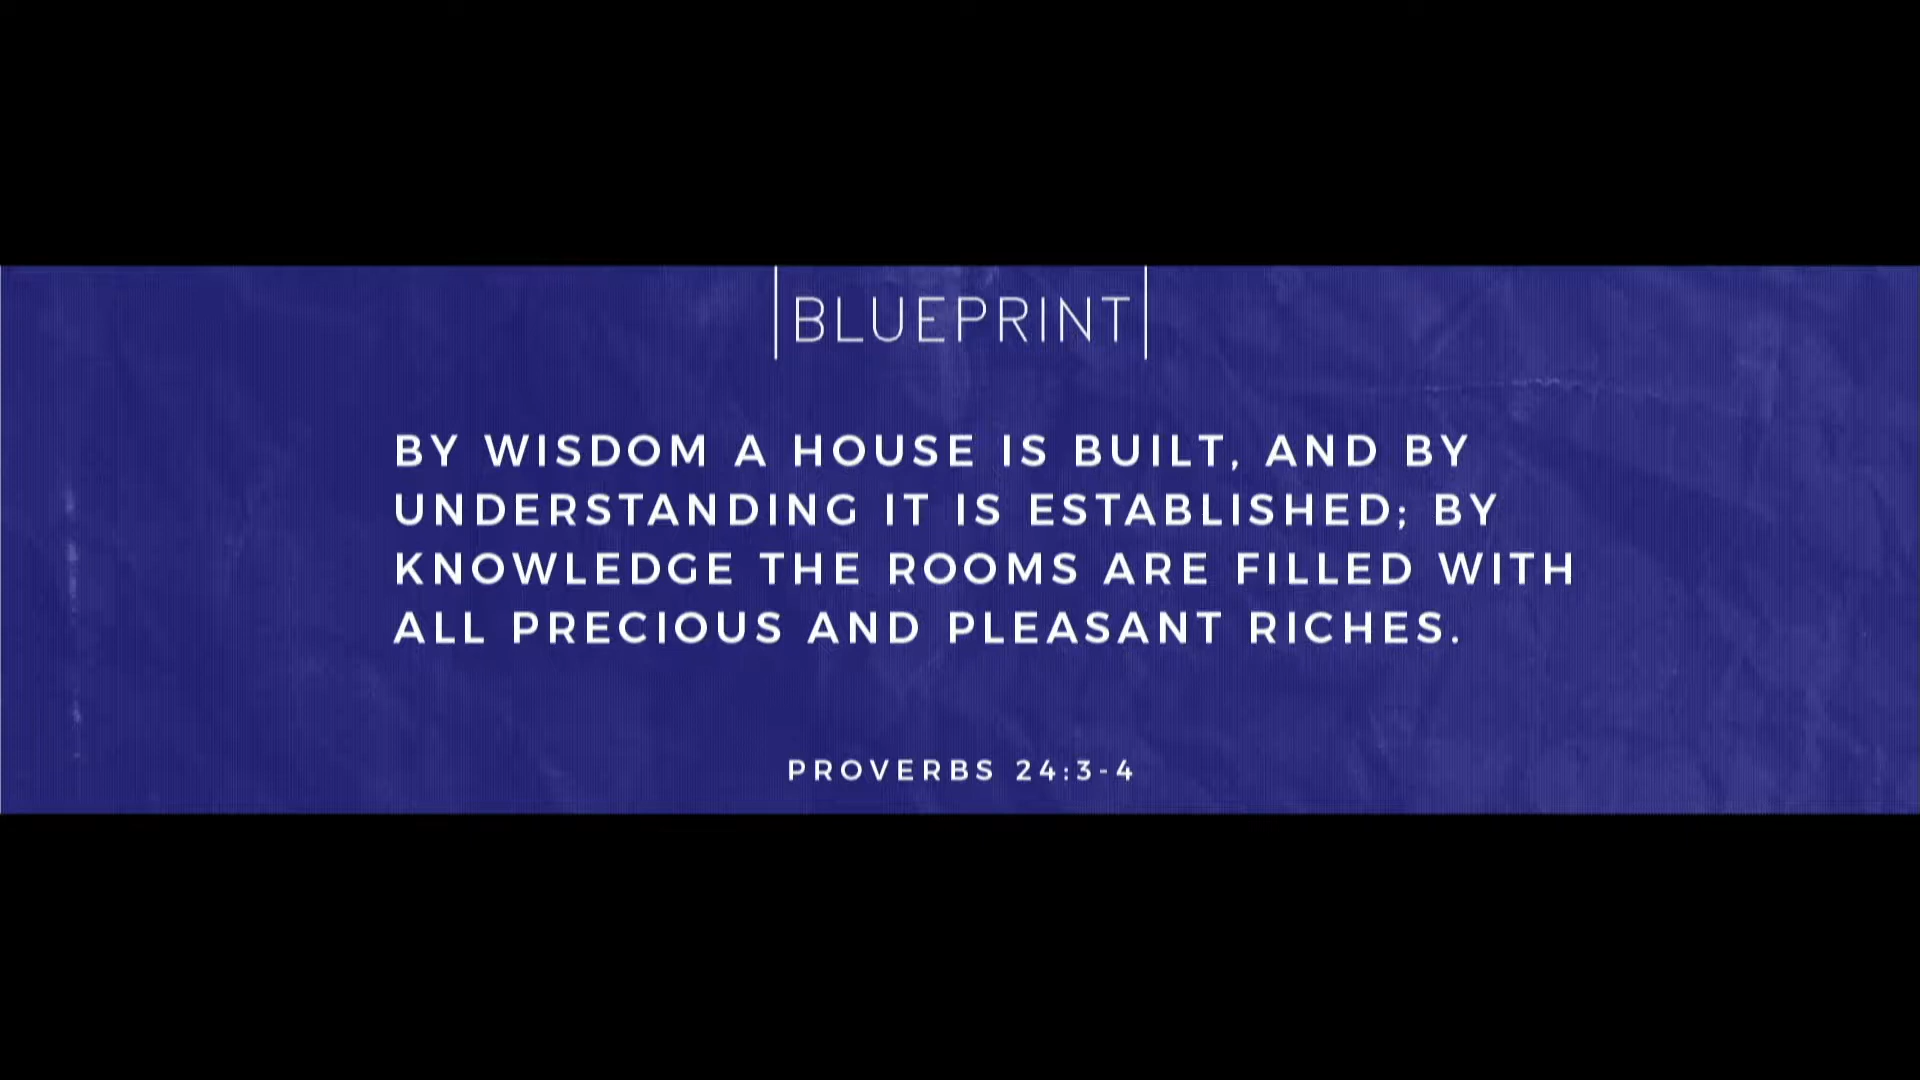 BLUEPRINT
BY WISDOM A HOUSE IS BUILT, AND BY
UNDERSTANDING IT IS ESTABLISHED; BY
KNOWLEDGE THE ROOMS ARE FILLED WITH
ALL PRECIOUS AND PLEASANT RICHES.
PROVERBS 24:3-4